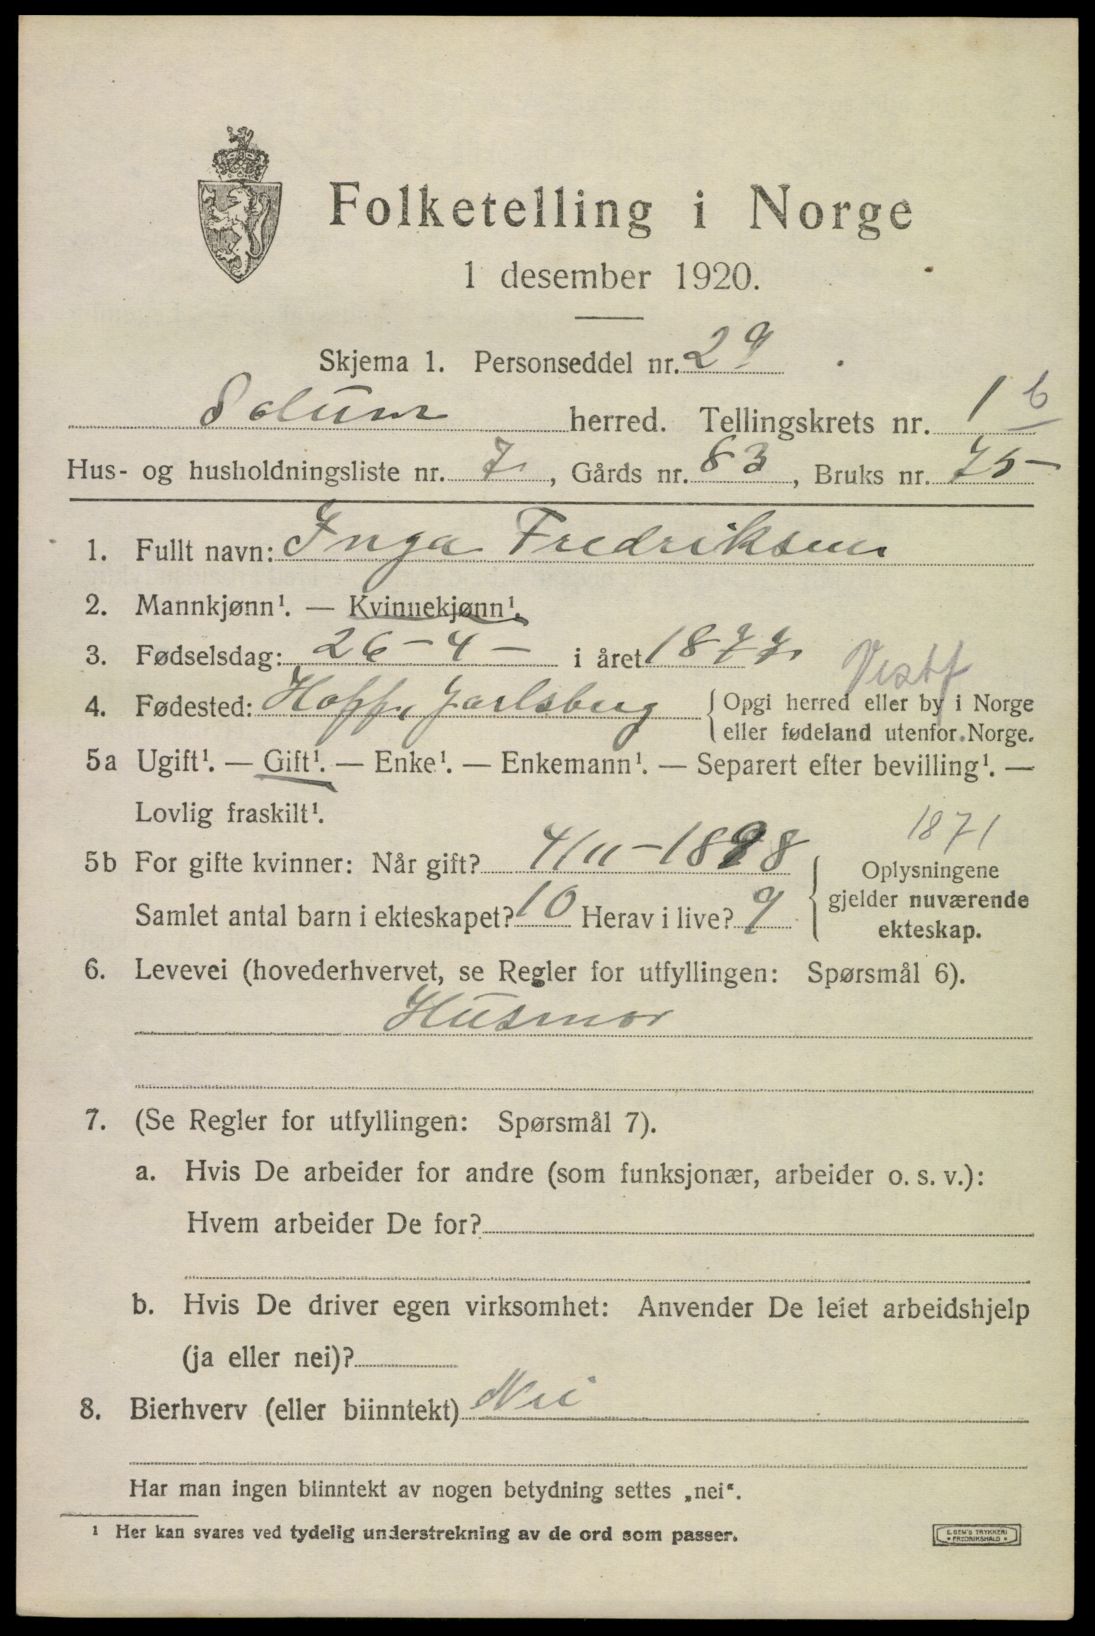 Folketelling i Norge
1 desember 1920.
Skjema 1. Personseddel nr. 29
Solum herred. Tellingskrets nr. 1 b
Hus- og husholdningsliste nr. 7, Gårds nr. 83, Bruks nr. 75
1. Fullt navn: Inga Fredriksen
2. Mannkjønn¹. — Kvinnekjønn¹.
3. Fødselsdag: 26 - 4 - i året 1877
Vestf
4. Fødested: Hoff, Jarlsberg { Opgi herred eller by i Norge
eller fødeland utenfor Norge.
5a Ugift¹. — Gift¹. — Enke¹. — Enkemann¹. — Separert efter bevilling¹. —
Lovlig fraskilt¹.
1871
5b For gifte kvinner: Når gift? 4/11 - 1898 } Oplysningene
Samlet antal barn i ekteskapet? 10 Herav i live? 9 gjelder nuværende
ekteskap.
6. Levevei (hovederhvervet, se Regler for utfyllingen: Spørsmål 6).
Husmor
7. (Se Regler for utfyllingen: Spørsmål 7).
a. Hvis De arbeider for andre (som funksjonær, arbeider o. s. v.):
Hvem arbeider De for?
b. Hvis De driver egen virksomhet: Anvender De leiet arbeidshjelp
(ja eller nei)?
8. Bierhverv (eller biinntekt) Nei
Har man ingen biinntekt av nogen betydning settes „nei“.
¹ Her kan svares ved tydelig understrekning av de ord som passer.
E. SEM'S TRYKKERI
• FREDRIKSHALD •